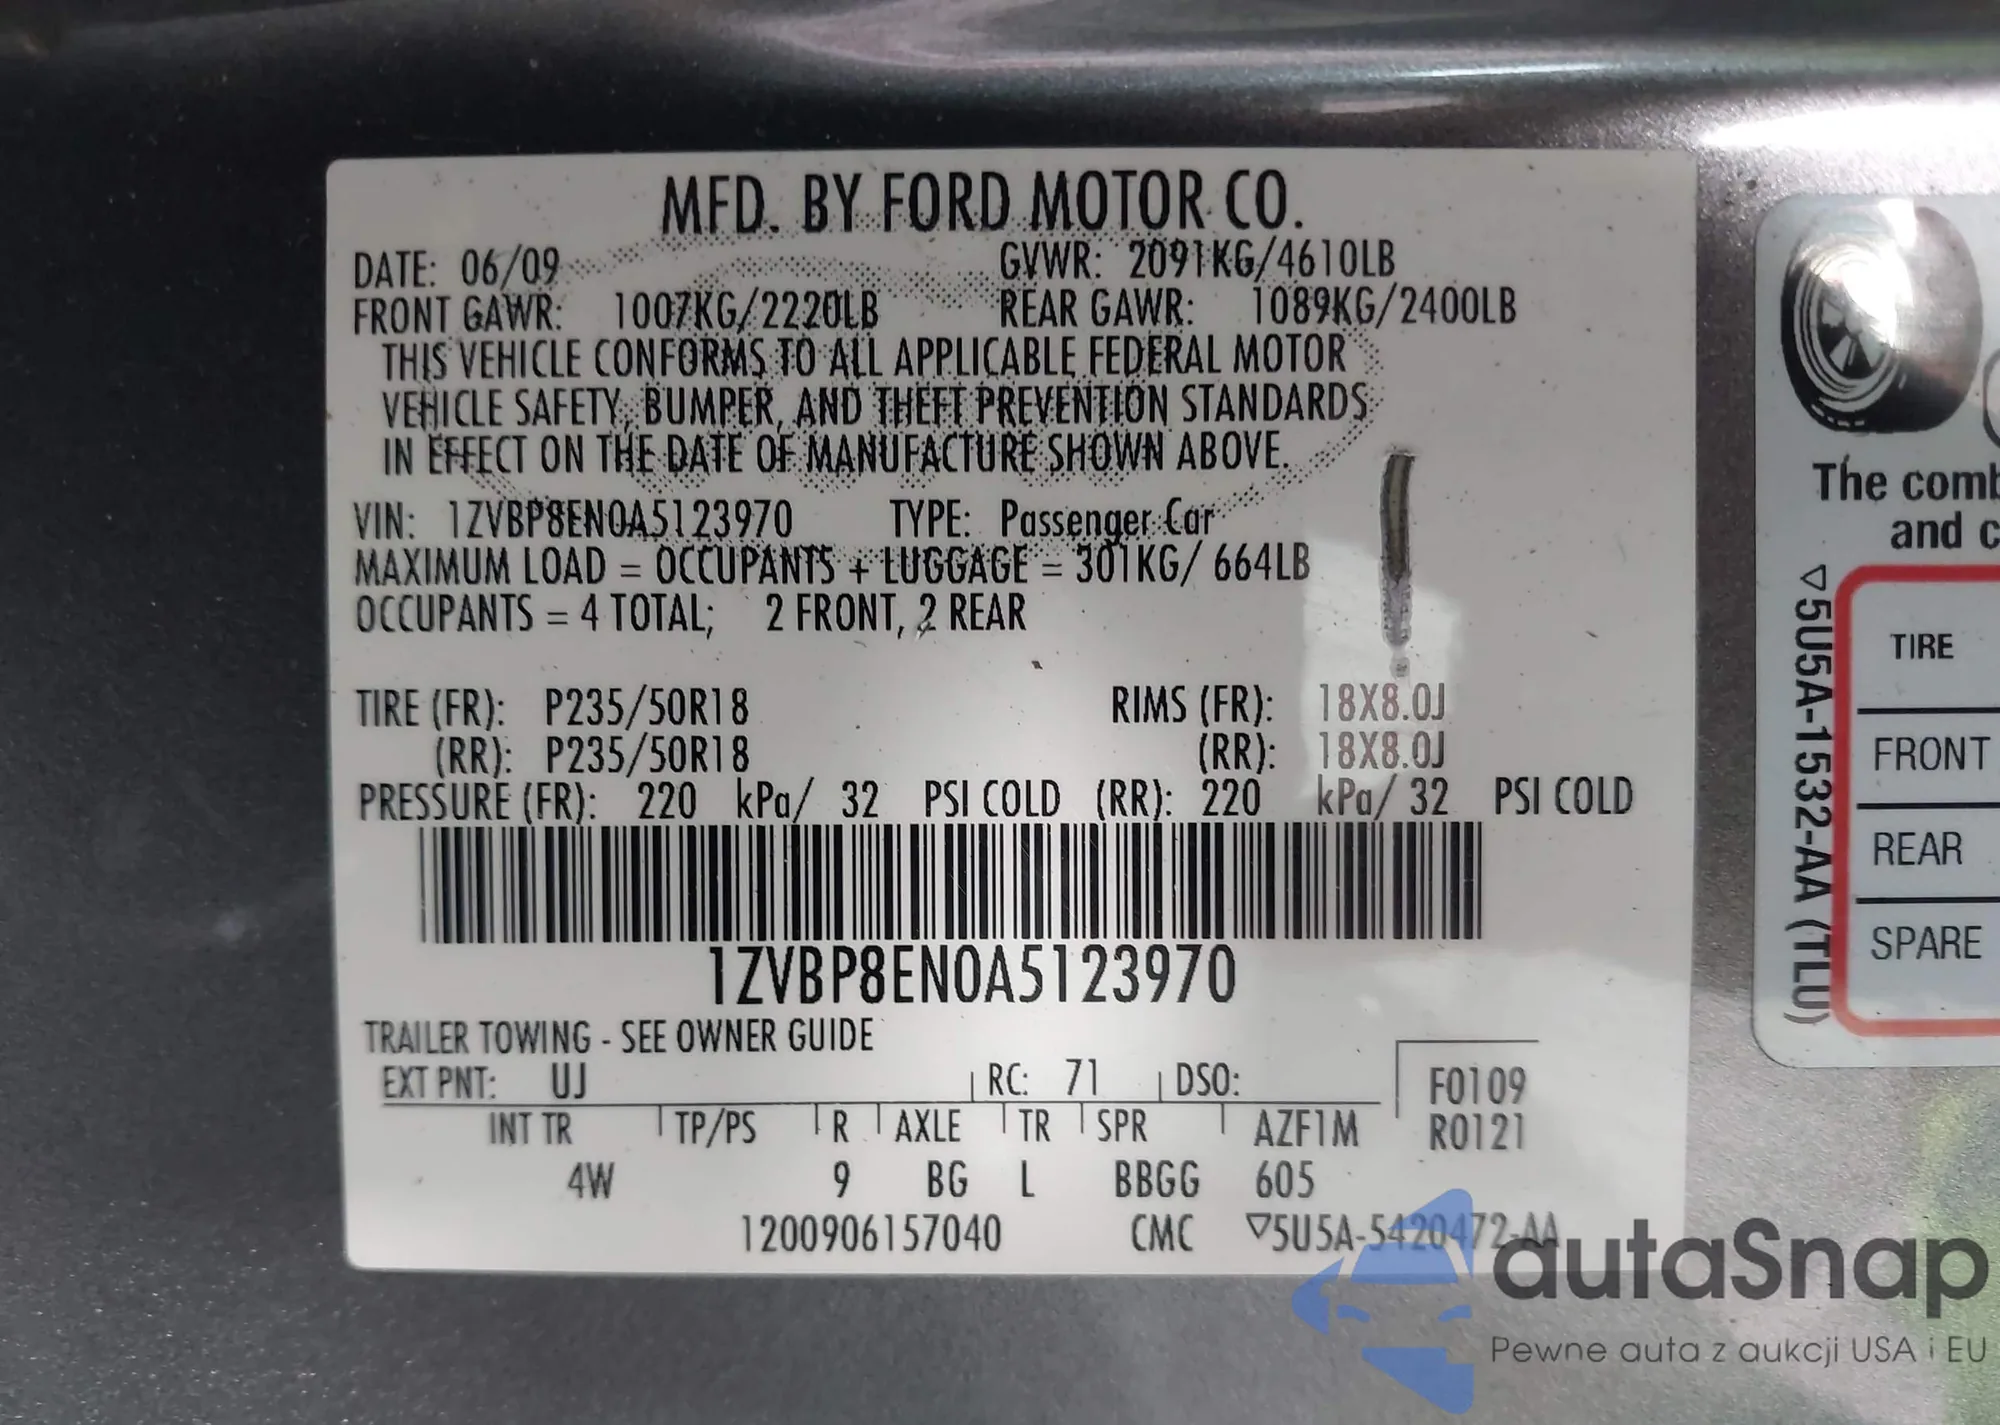 MFD. BY FORD MOTOR CO.
DATE: 06/09 GVWR: 2091KG/4610LB
FRONT GAWR: 1007KG/2220LB REAR GAWR: 1089KG/2400LB
THIS VEHICLE CONFORMS TO ALL APPLICABLE FEDERAL MOTOR
VEHICLE SAFETY, BUMPER, AND THEFT PREVENTION STANDARDS
IN EFFECT ON THE DATE OF MANUFACTURE SHOWN ABOVE.
VIN: 1ZVBP8EN0A5123970 TYPE: Passenger Car
MAXIMUM LOAD = OCCUPANTS + LUGGAGE = 301KG/ 664LB
OCCUPANTS = 4 TOTAL; 2 FRONT, 2 REAR
TIRE (FR): P235/50R18 RIMS (FR): 18X8.0J
(RR): P235/50R18 (RR): 18X8.0J
PRESSURE (FR): 220 kPa/ 32 PSI COLD (RR): 220 kPa/ 32 PSI COLD
1ZVBP8EN0A5123970
TRAILER TOWING - SEE OWNER GUIDE
EXT PNT: UJ RC: 71 DSO:
F0109
R0121
INT TR TP/PS R AXLE TR SPR AZF1M
4W 9 BG L BBGG 605
1200906157040 CMC ▽5U5A-5420472-AA
The comb
and c
▽5U5A-1532-AA (TLU)
TIRE
FRONT
REAR
SPARE
autaSnap
Pewne auta z aukcji USA i EU